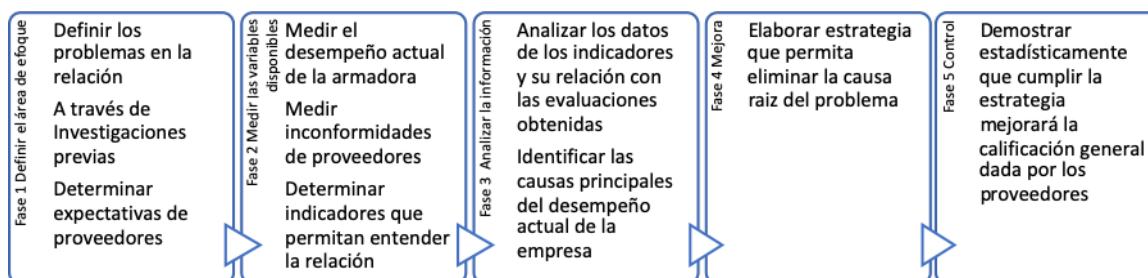 Fase 1 Definir el área de efoque
Definir los
problemas en la
relación
A través de
Investigaciones
previas
Determinar
expectativas de
proveedores
Fase 2 Medir las variables
disponibles
Medir el
desempeño actual
de la armadora
Medir
inconformidades
de proveedores
Determinar
indicadores que
permitan entender
la relación
Fase 3 Analizar la información
Analizar los datos
de los indicadores
y su relación con
las evaluaciones
obtenidas
Identificar las
causas principales
del desempeño
actual de la
empresa
Fase 4 Mejora
Elaborar estrategia
que permita
eliminar la causa
raiz del problema
Fase 5 Control
Demostrar
estadísticamente
que cumplir la
estrategia
mejorará la
calificación general
dada por los
proveedores